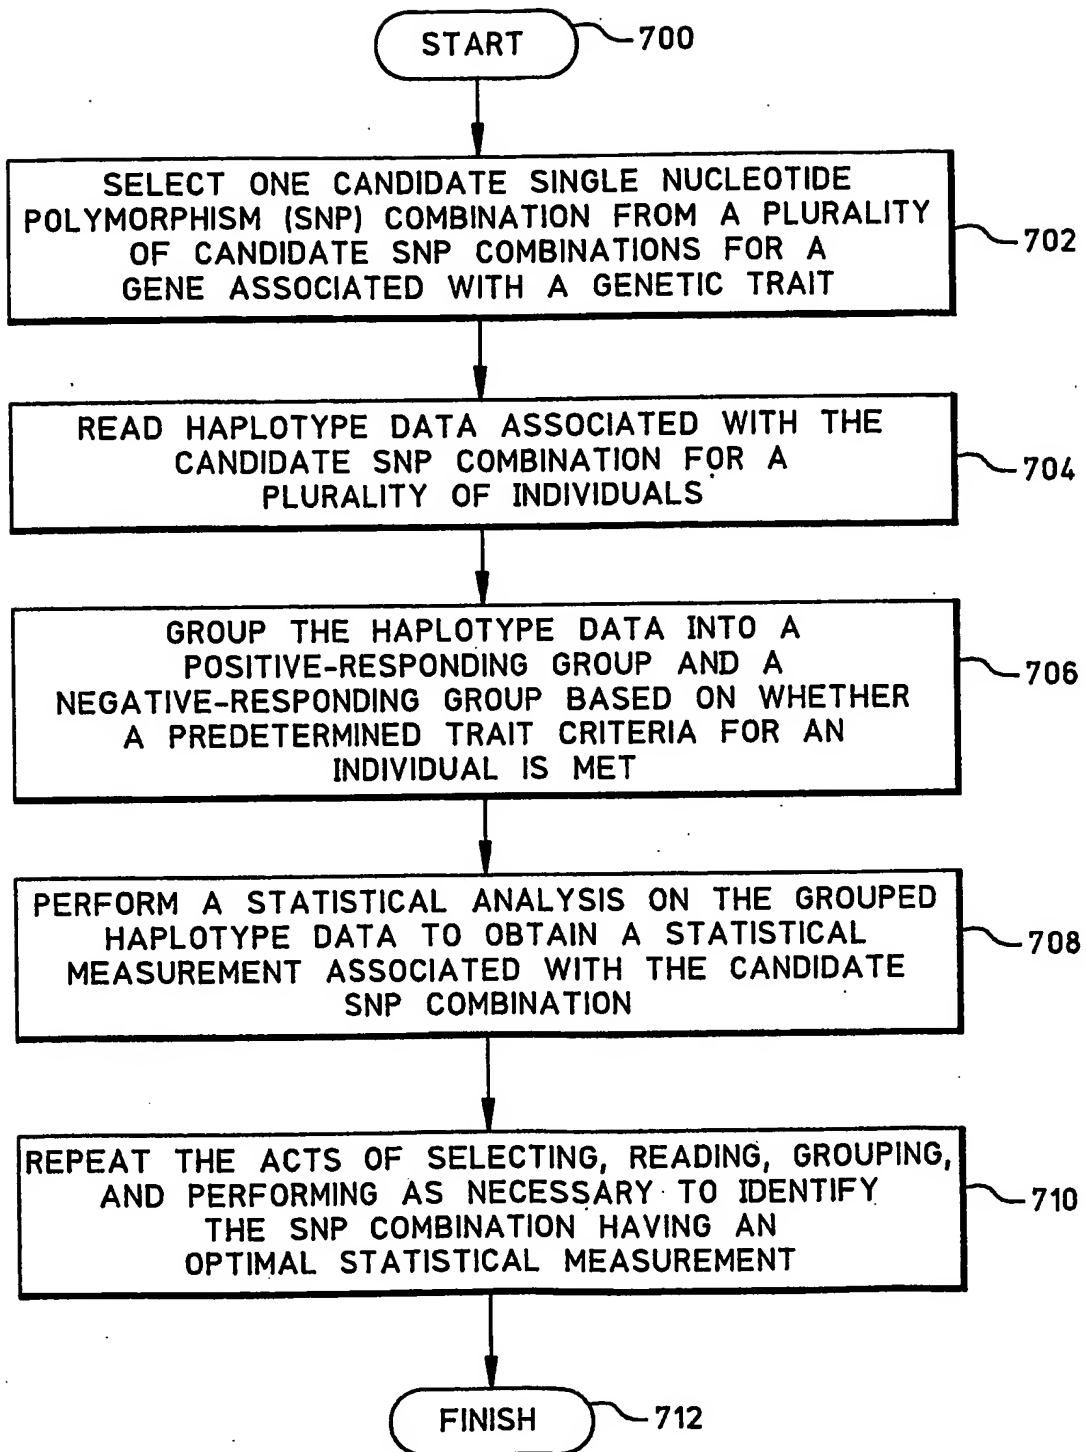 START
700
SELECT ONE CANDIDATE SINGLE NUCLEOTIDE
POLYMORPHISM (SNP) COMBINATION FROM A PLURALITY
OF CANDIDATE SNP COMBINATIONS FOR A
GENE ASSOCIATED WITH A GENETIC TRAIT
702
READ HAPLOTYPE DATA ASSOCIATED WITH THE
CANDIDATE SNP COMBINATION FOR A
PLURALITY OF INDIVIDUALS
704
GROUP THE HAPLOTYPE DATA INTO A
POSITIVE-RESPONDING GROUP AND A
NEGATIVE-RESPONDING GROUP BASED ON WHETHER
A PREDETERMINED TRAIT CRITERIA FOR AN
INDIVIDUAL IS MET
706
PERFORM A STATISTICAL ANALYSIS ON THE GROUPED
HAPLOTYPE DATA TO OBTAIN A STATISTICAL
MEASUREMENT ASSOCIATED WITH THE CANDIDATE
SNP COMBINATION
708
REPEAT THE ACTS OF SELECTING, READING, GROUPING,
AND PERFORMING AS NECESSARY TO IDENTIFY
THE SNP COMBINATION HAVING AN
OPTIMAL STATISTICAL MEASUREMENT
710
FINISH
712